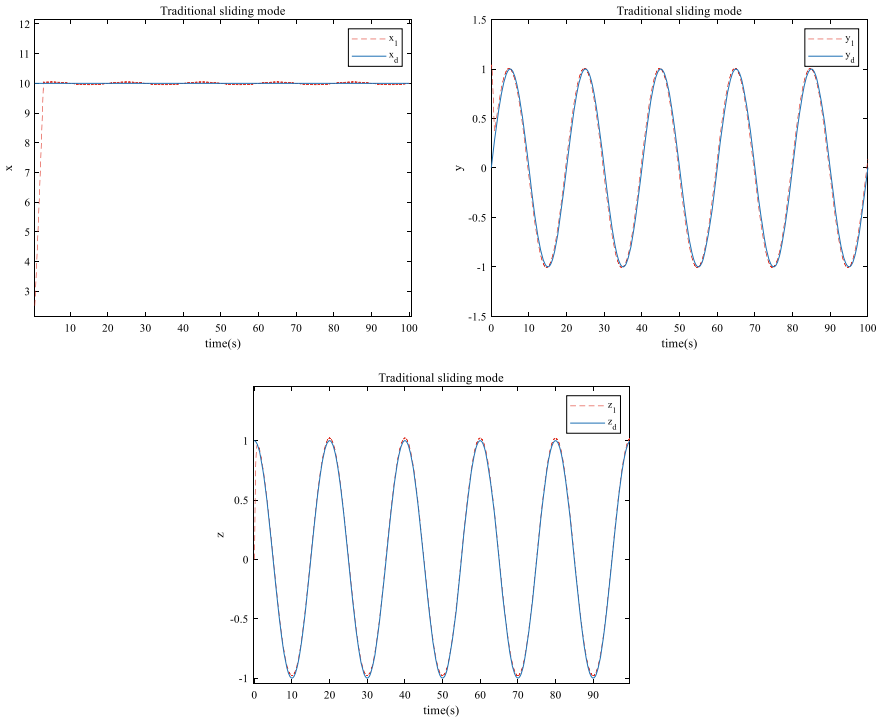 Traditional sliding mode
x
12
11
10
9
8
7
6
5
4
3
x1
xd
10 20 30 40 50 60 70 80 90 100
time(s)
Traditional sliding mode
y
1.5
1
0.5
0
-0.5
-1
-1.5
y1
yd
0 10 20 30 40 50 60 70 80 90 100
time(s)
Traditional sliding mode
z
1
0.5
0
-0.5
-1
z1
zd
0 10 20 30 40 50 60 70 80 90
time(s)